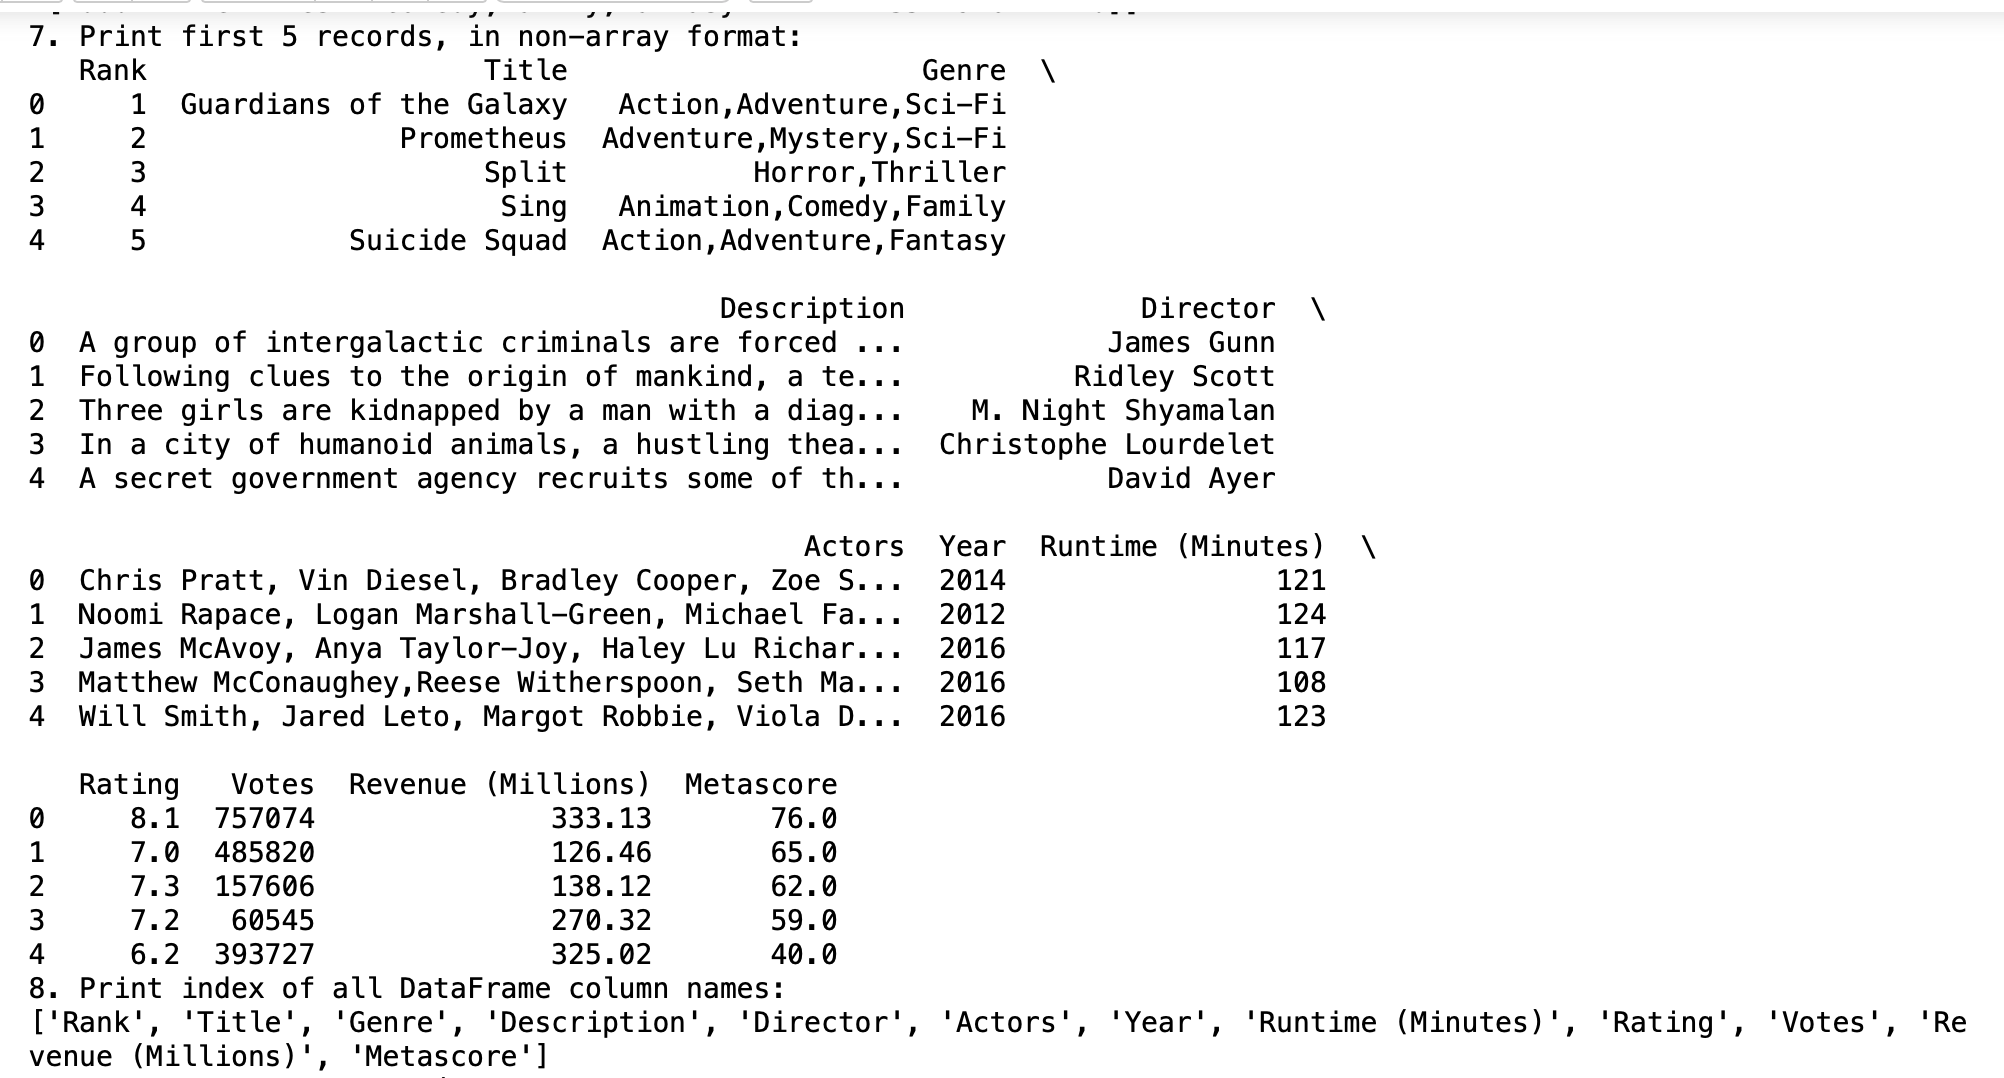 7. Print first 5 records, in non-array format:
   Rank                    Title                     Genre  \
0     1  Guardians of the Galaxy   Action,Adventure,Sci-Fi
1     2               Prometheus  Adventure,Mystery,Sci-Fi
2     3                    Split           Horror,Thriller
3     4                     Sing   Animation,Comedy,Family
4     5            Suicide Squad  Action,Adventure,Fantasy

                                      Description              Director  \
0  A group of intergalactic criminals are forced ...            James Gunn
1  Following clues to the origin of mankind, a te...          Ridley Scott
2  Three girls are kidnapped by a man with a diag...    M. Night Shyamalan
3  In a city of humanoid animals, a hustling thea...  Christophe Lourdelet
4  A secret government agency recruits some of th...            David Ayer

                                           Actors  Year  Runtime (Minutes)  \
0  Chris Pratt, Vin Diesel, Bradley Cooper, Zoe S...  2014                121
1  Noomi Rapace, Logan Marshall-Green, Michael Fa...  2012                124
2  James McAvoy, Anya Taylor-Joy, Haley Lu Richar...  2016                117
3  Matthew McConaughey,Reese Witherspoon, Seth Ma...  2016                108
4  Will Smith, Jared Leto, Margot Robbie, Viola D...  2016                123

   Rating   Votes  Revenue (Millions)  Metascore
0     8.1  757074              333.13       76.0
1     7.0  485820              126.46       65.0
2     7.3  157606              138.12       62.0
3     7.2   60545              270.32       59.0
4     6.2  393727              325.02       40.0
8. Print index of all DataFrame column names:
['Rank', 'Title', 'Genre', 'Description', 'Director', 'Actors', 'Year', 'Runtime (Minutes)', 'Rating', 'Votes', 'Re
venue (Millions)', 'Metascore']